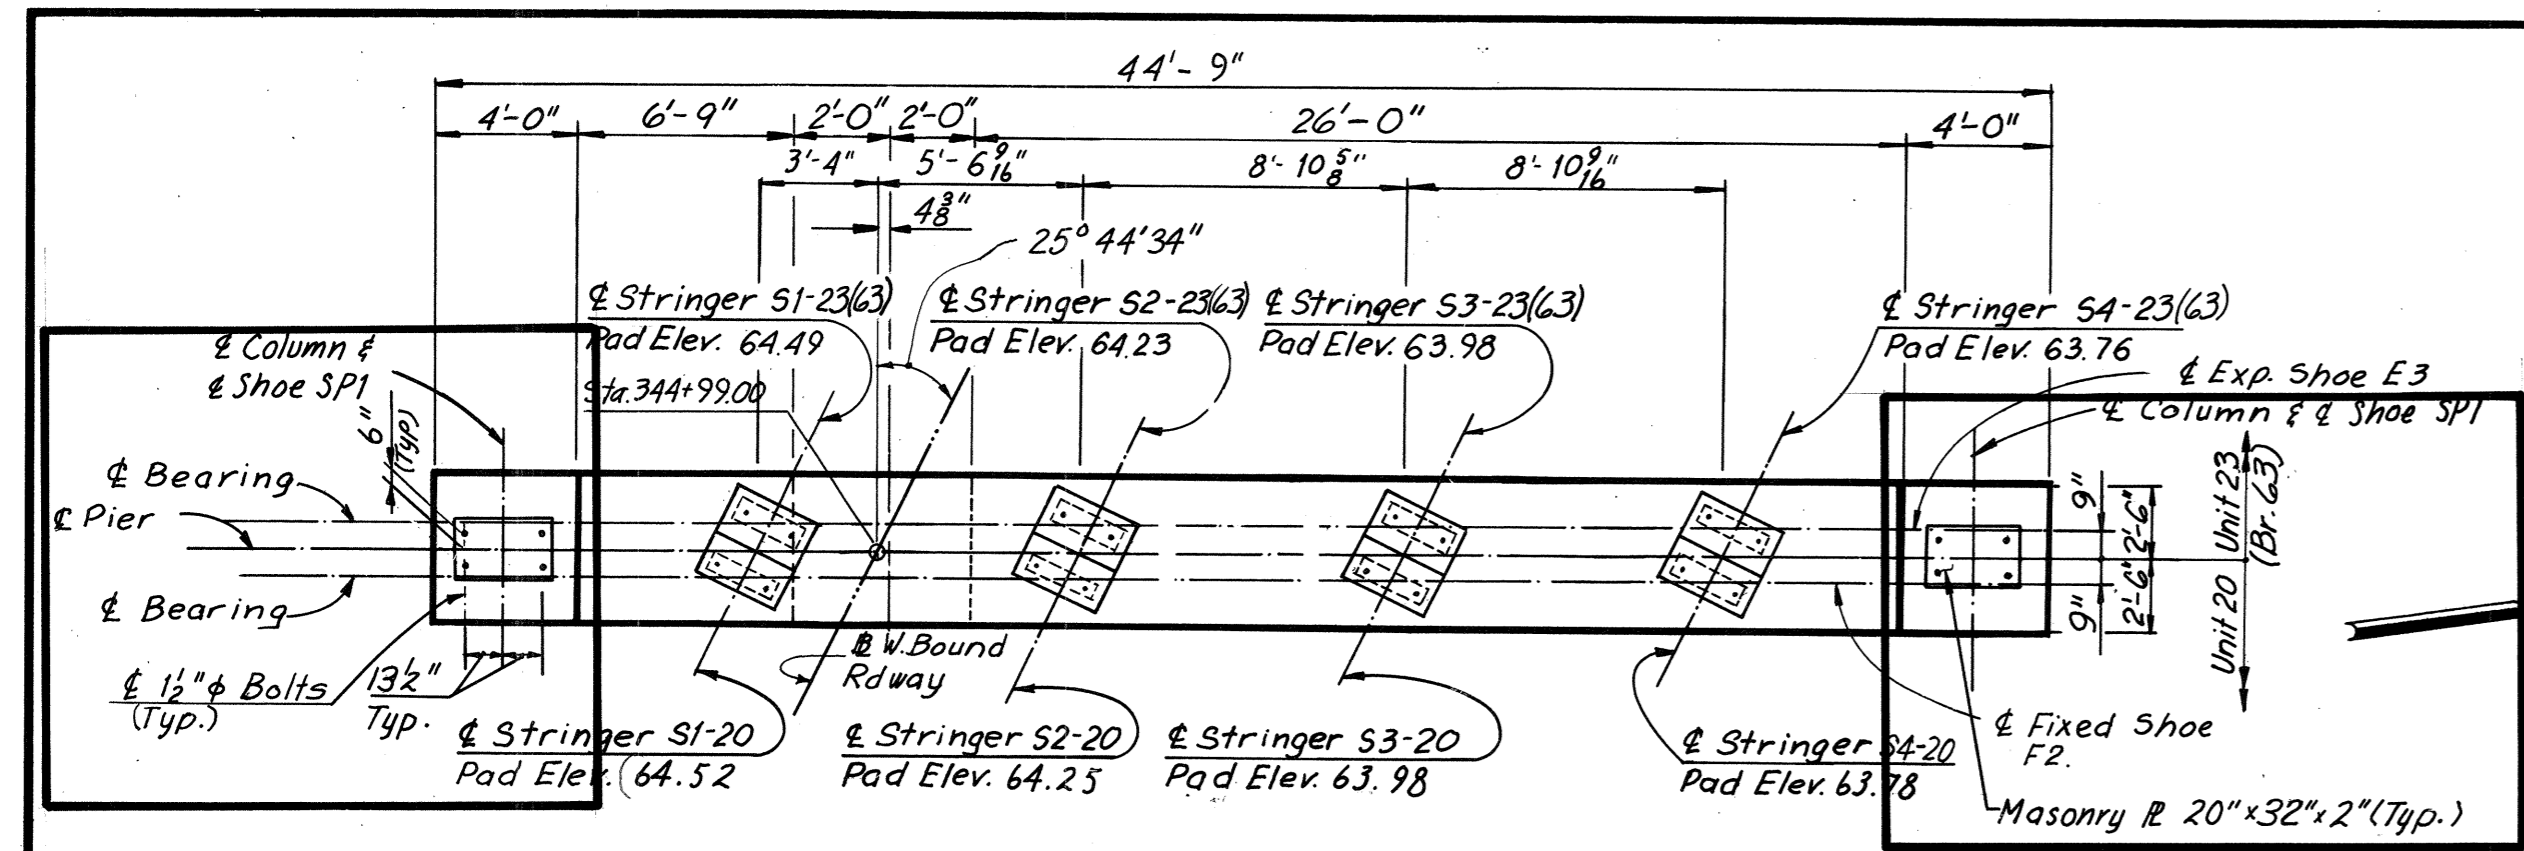 44'-9"
4'-0" 6'-9" 2'-0" 2'-0" 26'-0" 4'-0"
3'-4" 5'-6 9/16" 8'-10 5/8" 8'-10 9/16"
4 3/8"
25° 44'34"
℄ Stringer S1-23(63)
Pad Elev. 64.49
℄ Stringer S2-23(63)
Pad Elev. 64.23
℄ Stringer S3-23(63)
Pad Elev. 63.98
℄ Stringer S4-23(63)
Pad Elev. 63.76
℄ Column &
℄ Shoe SP1
Sta. 344+99.00
℄ Exp. Shoe E3
℄ Column & ℄ Shoe SP1
6"
(Typ)
℄ Bearing
℄ Pier
℄ Bearing
9"
9"
2'-6"
2'-6"
Unit 23
(Br. 63)
Unit 20
℄ 1 1/2" ϕ Bolts
(Typ.)
13 1/2"
Typ.
W. Bound
Rdway
℄ Stringer S1-20
Pad Elev. 64.52
℄ Stringer S2-20
Pad Elev. 64.25
℄ Stringer S3-20
Pad Elev. 63.98
℄ Stringer S4-20
Pad Elev. 63.78
℄ Fixed Shoe
F2.
Masonry ⅊ 20"x32"x2" (Typ.)